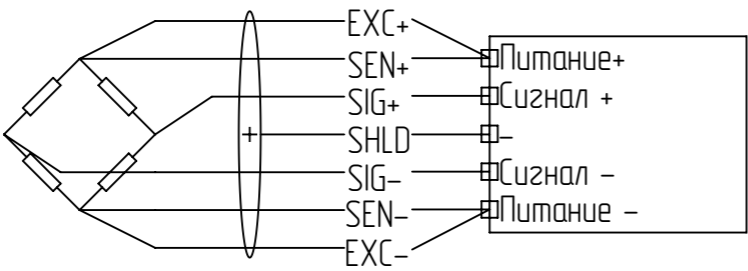 EXC+
SEN+ Питание+
SIG+ Сигнал +
SHLD -
SIG- Сигнал -
SEN- Питание -
EXC-